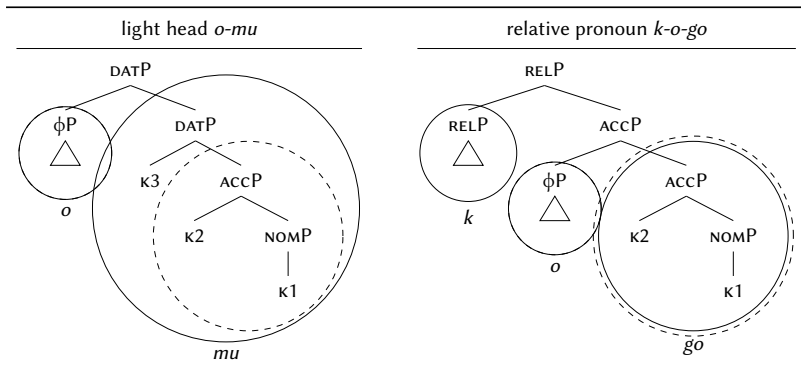 light head o-mu relative pronoun k-o-go
DATP RELP
ϕP DATP RELP ACCP
K3 ACCP ϕP ACCP
o k
K2 NOMP K2 NOMP
o
K1 K1
mu go